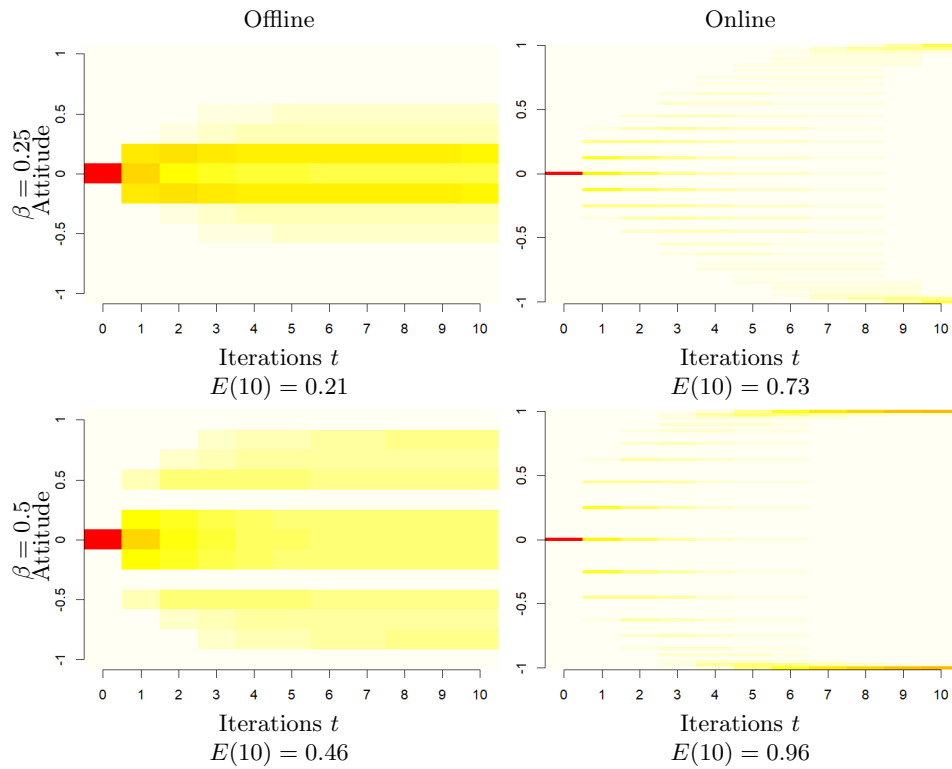 Offline
Online
β = 0.25
Attitude
1
0.5
0
-0.5
-1
0 1 2 3 4 5 6 7 8 9 10
Iterations t
E(10) = 0.21
1
0.5
0
-0.5
-1
0 1 2 3 4 5 6 7 8 9 10
Iterations t
E(10) = 0.73
β = 0.5
Attitude
1
0.5
0
-0.5
-1
0 1 2 3 4 5 6 7 8 9 10
Iterations t
E(10) = 0.46
1
0.5
0
-0.5
-1
0 1 2 3 4 5 6 7 8 9 10
Iterations t
E(10) = 0.96